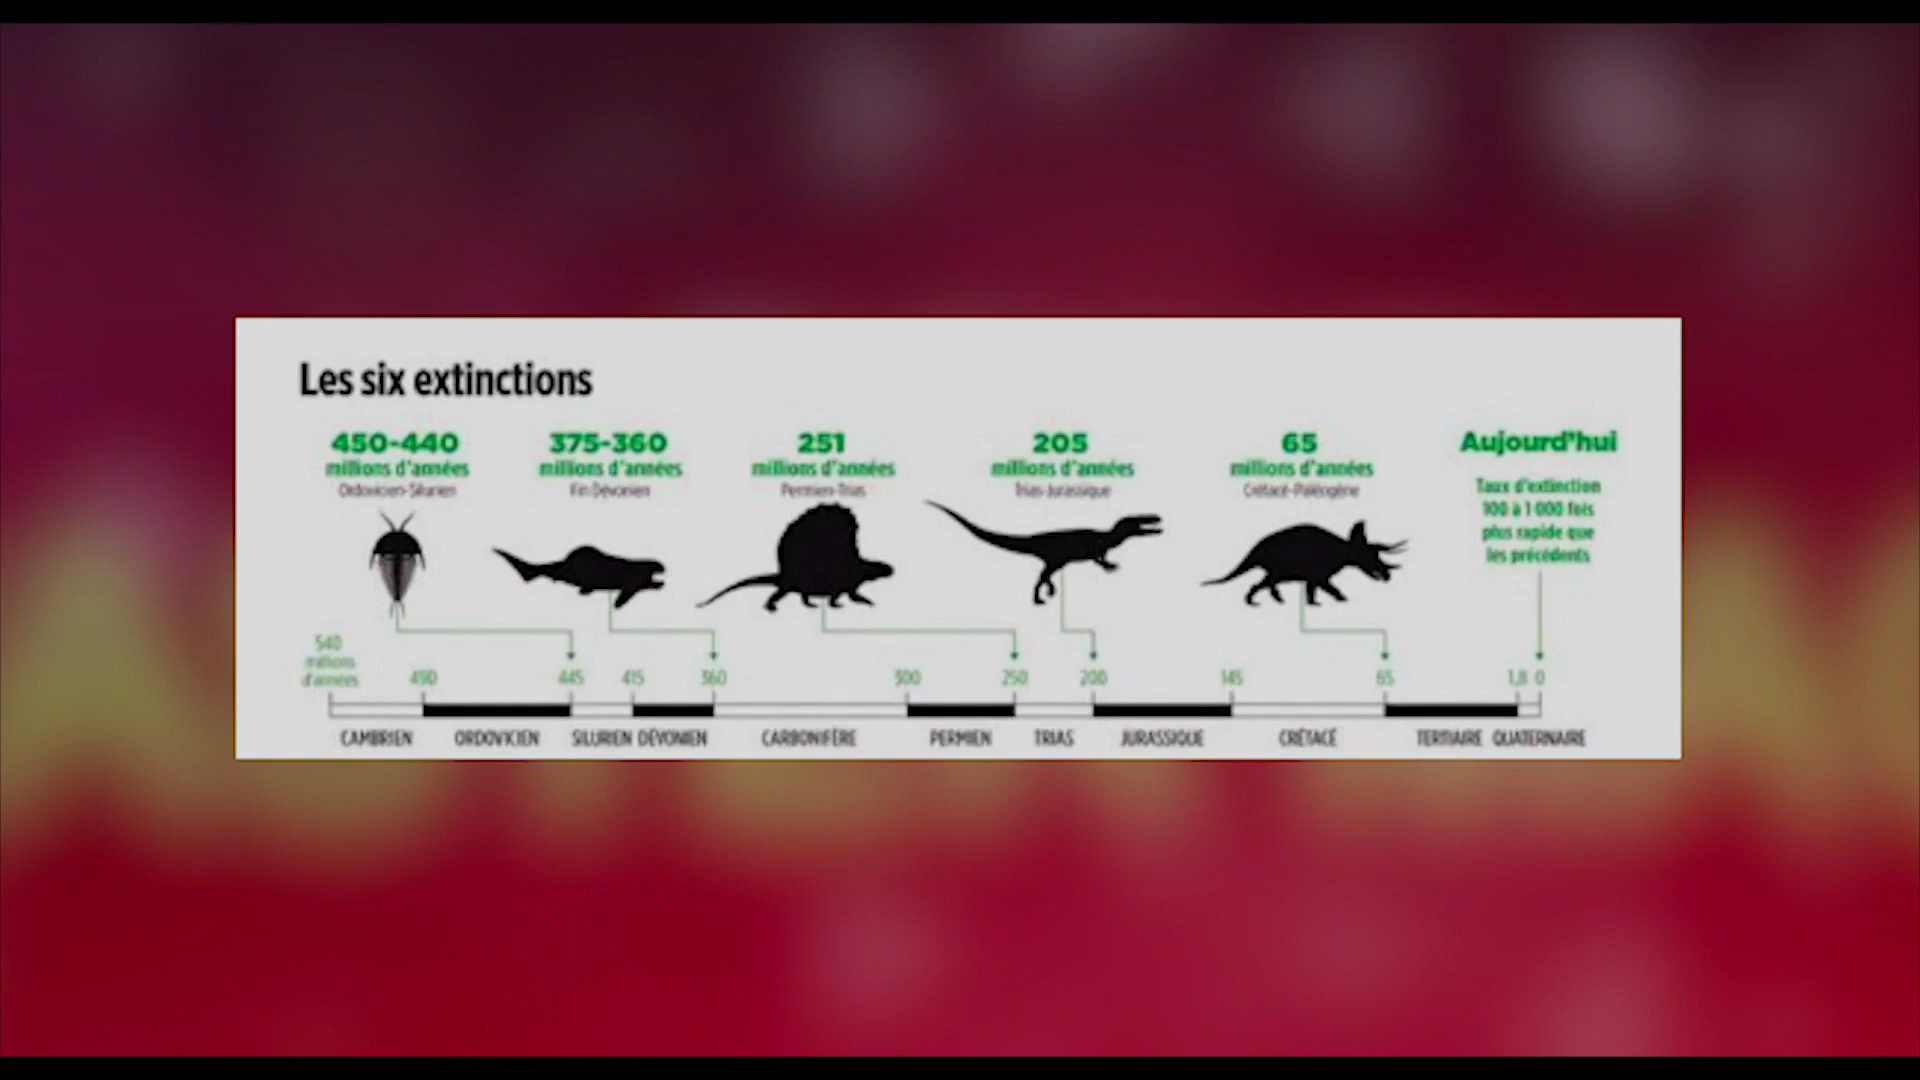 Les six extinctions
450-440
millions d'années
Ordovicien-Silurien
375-360
millions d'années
Fin Dévonien
251
millions d'années
Permien-Trias
205
millions d'années
Trias-Jurassique
65
millions d'années
Crétacé-Paléogène
Aujourd'hui
Taux d'extinction
100 à 1 000 fois
plus rapide que
les précédents
540
millions
d'années
490
445
415
360
300
250
200
145
65
1,8
0
CAMBRIEN
ORDOVICIEN
SILURIEN
DÉVONIEN
CARBONIFÈRE
PERMIEN
TRIAS
JURASSIQUE
CRÉTACÉ
TERTIAIRE
QUATERNAIRE